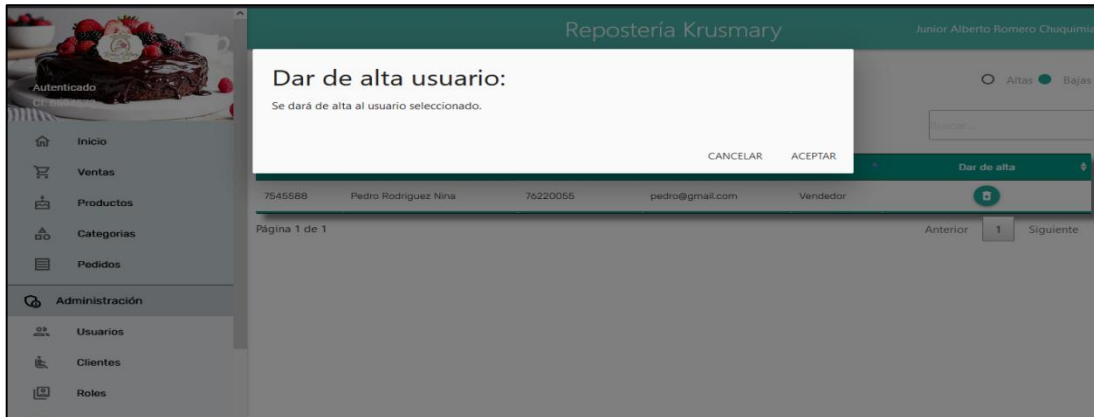 Repostería Krusmary
Junior Alberto Romero Chuquimia
Autenticado
Dar de alta usuario:
Se dará de alta al usuario seleccionado.
CANCELAR ACEPTAR
Altas Bajas
Buscar...
Dar de alta
7545588 Pedro Rodriguez Nina 76220055 pedro@gmail.com Vendedor
Página 1 de 1
Anterior 1 Siguiente
Inicio
Ventas
Productos
Categorias
Pedidos
Administración
Usuarios
Clientes
Roles